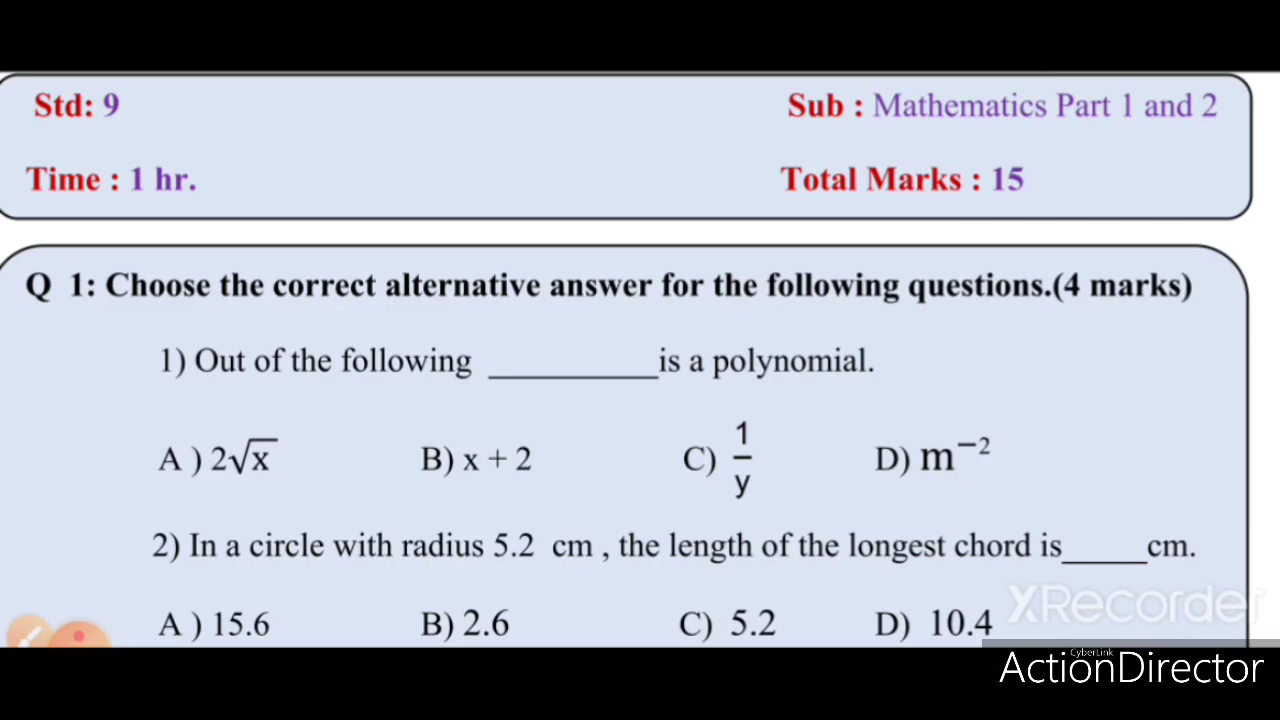 Std: 9 Sub : Mathematics Part 1 and 2
Time : 1 hr. Total Marks : 15
Q 1: Choose the correct alternative answer for the following questions.(4 marks)
1) Out of the following __________is a polynomial.
A ) 2√x B) x + 2 C) 1/y D) m⁻²
2) In a circle with radius 5.2 cm , the length of the longest chord is_____cm.
A ) 15.6 B) 2.6 C) 5.2 D) 10.4
XRecorder
CyberLink
ActionDirector